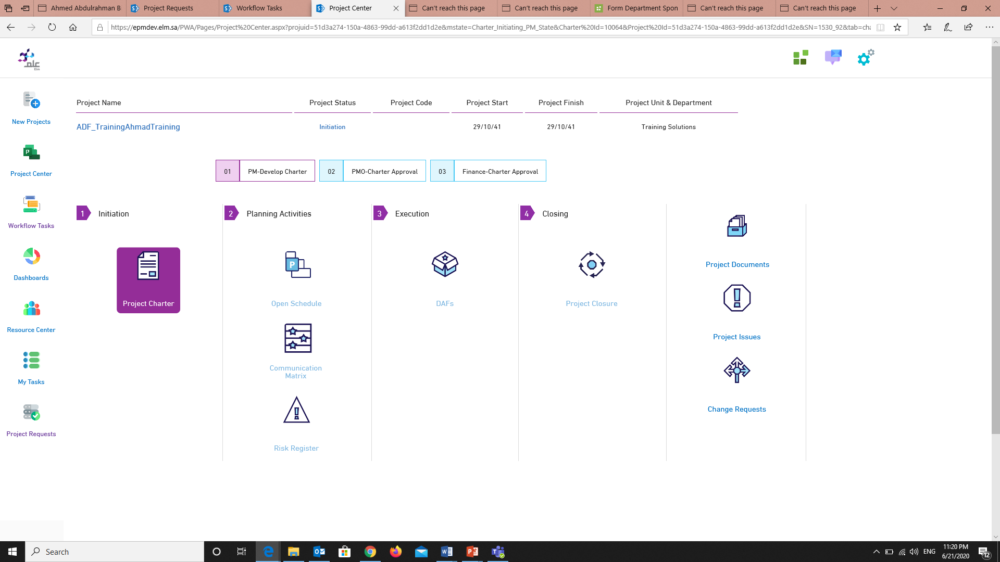 Ahmed Abdulrahman B
Project Requests
Workflow Tasks
Project Center
Can't reach this page
Can't reach this page
Form Department Spon
Can't reach this page
Can't reach this page
https://epmdev.elm.sa/PWA/Pages/Project%20Center.aspx?projuid=51d3a274-150a-4863-99dd-a613f2dd1d2e&mstate=Charter_Initiating_PM_State&Charter%20Id=10064&Project%20Id=51d3a274-150a-4863-99dd-a613f2dd1d2e&SN=1530_92&tab=cha
علم
Elm
New Projects
Project Center
Workflow Tasks
Dashboards
Resource Center
My Tasks
Project Requests
Project Name Project Status Project Code Project Start Project Finish Project Unit & Department
ADF_TrainingAhmadTraining Initiation 29/10/41 29/10/41 Training Solutions
01 PM-Develop Charter 02 PMO-Charter Approval 03 Finance-Charter Approval
1 Initiation
Project Charter
2 Planning Activities
P
Open Schedule
Communication
Matrix
Risk Register
3 Execution
DAFs
4 Closing
Project Closure
Project Documents
Project Issues
Change Requests
Search
ENG
11:20 PM
6/21/2020
12